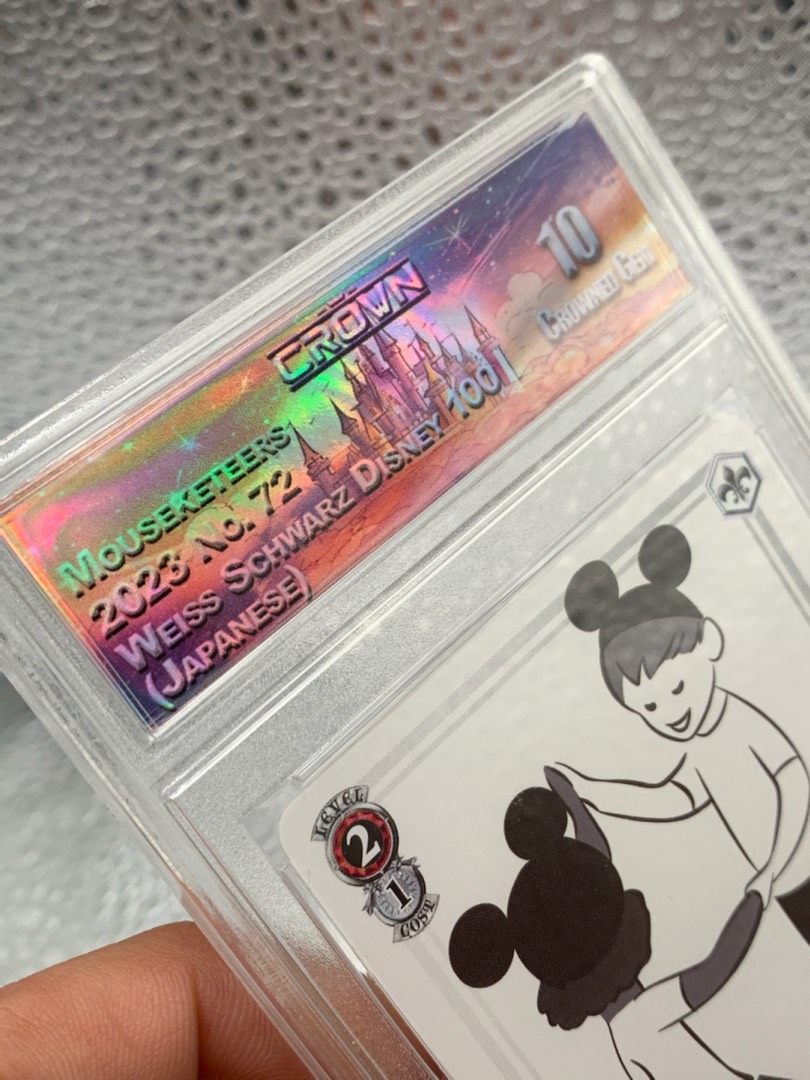 CROWN
10
CROWNED GEM
MOUSEKETEERS
2023 NO. 72
WEISS SCHWARZ DISNEY 100
(JAPANESE)
LEVEL
2
1
COST